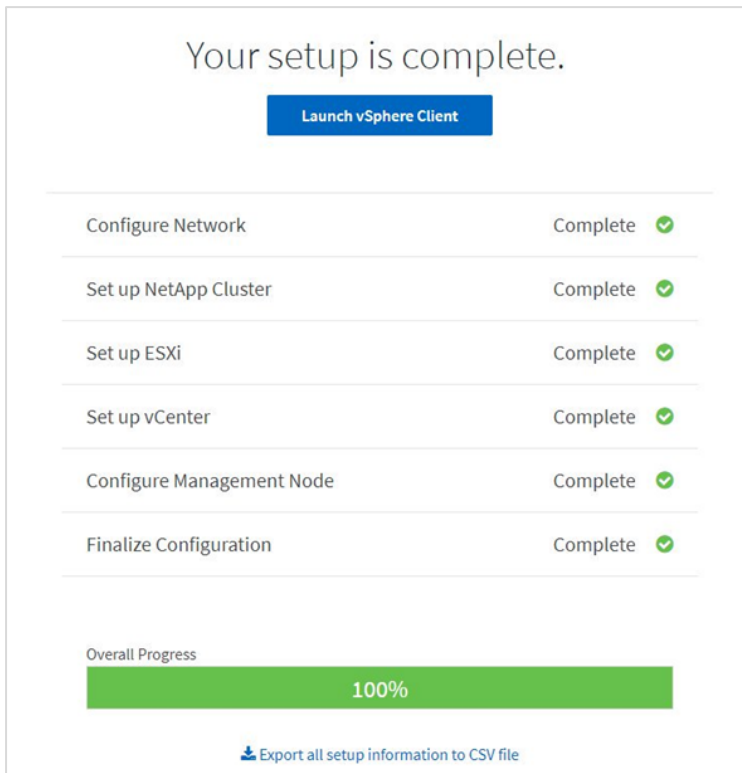 Your setup is complete.
Launch vSphere Client
Configure Network Complete
Set up NetApp Cluster Complete
Set up ESXi Complete
Set up vCenter Complete
Configure Management Node Complete
Finalize Configuration Complete
Overall Progress
100%
Export all setup information to CSV file